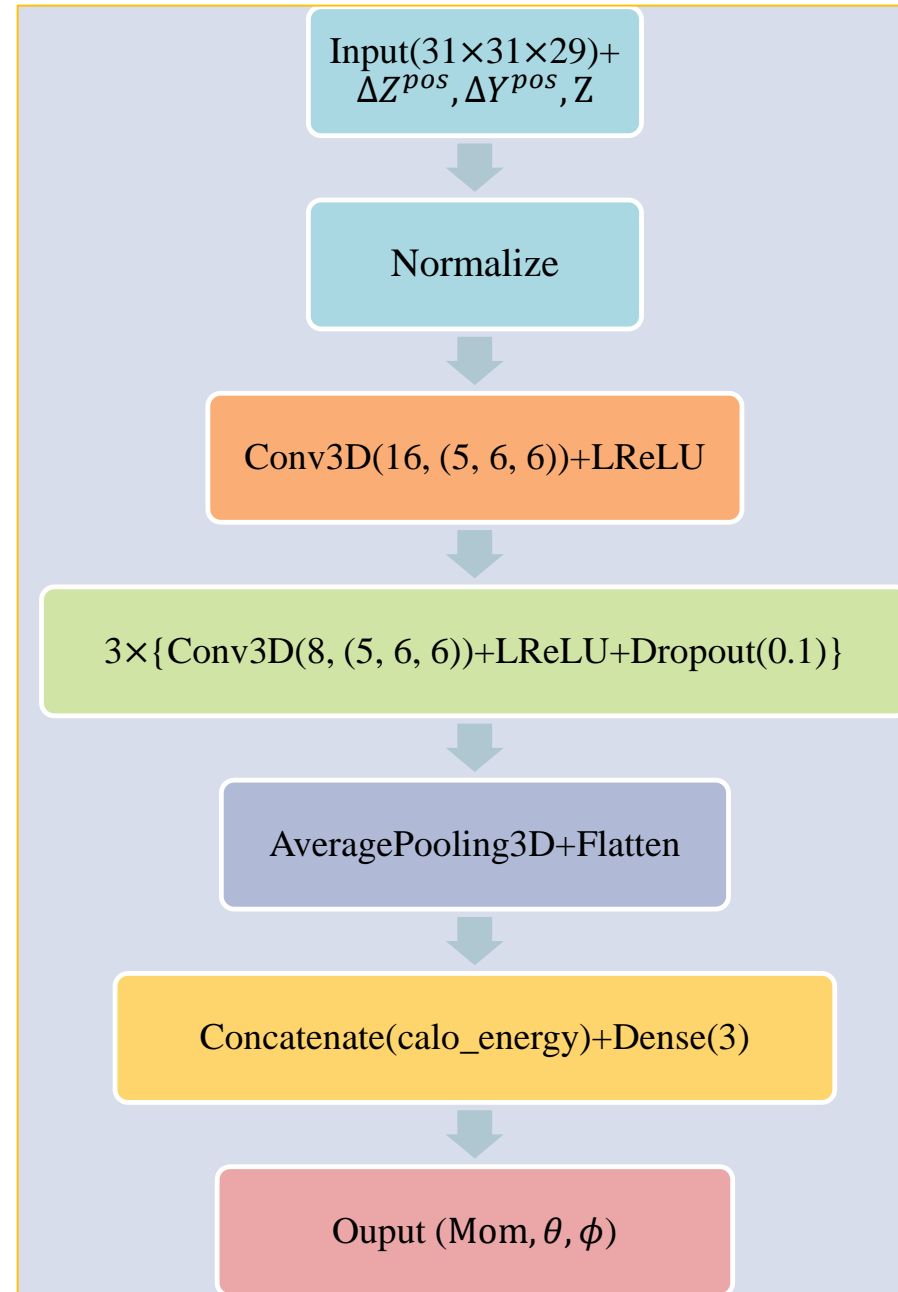 Input(31×31×29)+
Δ𝑍^{𝑝𝑜𝑠}, Δ𝑌^{𝑝𝑜𝑠}, Z
Normalize
Conv3D(16, (5, 6, 6))+LReLU
3×{Conv3D(8, (5, 6, 6))+LReLU+Dropout(0.1)}
AveragePooling3D+Flatten
Concatenate(calo_energy)+Dense(3)
Ouput (Mom, 𝜃, 𝜙)